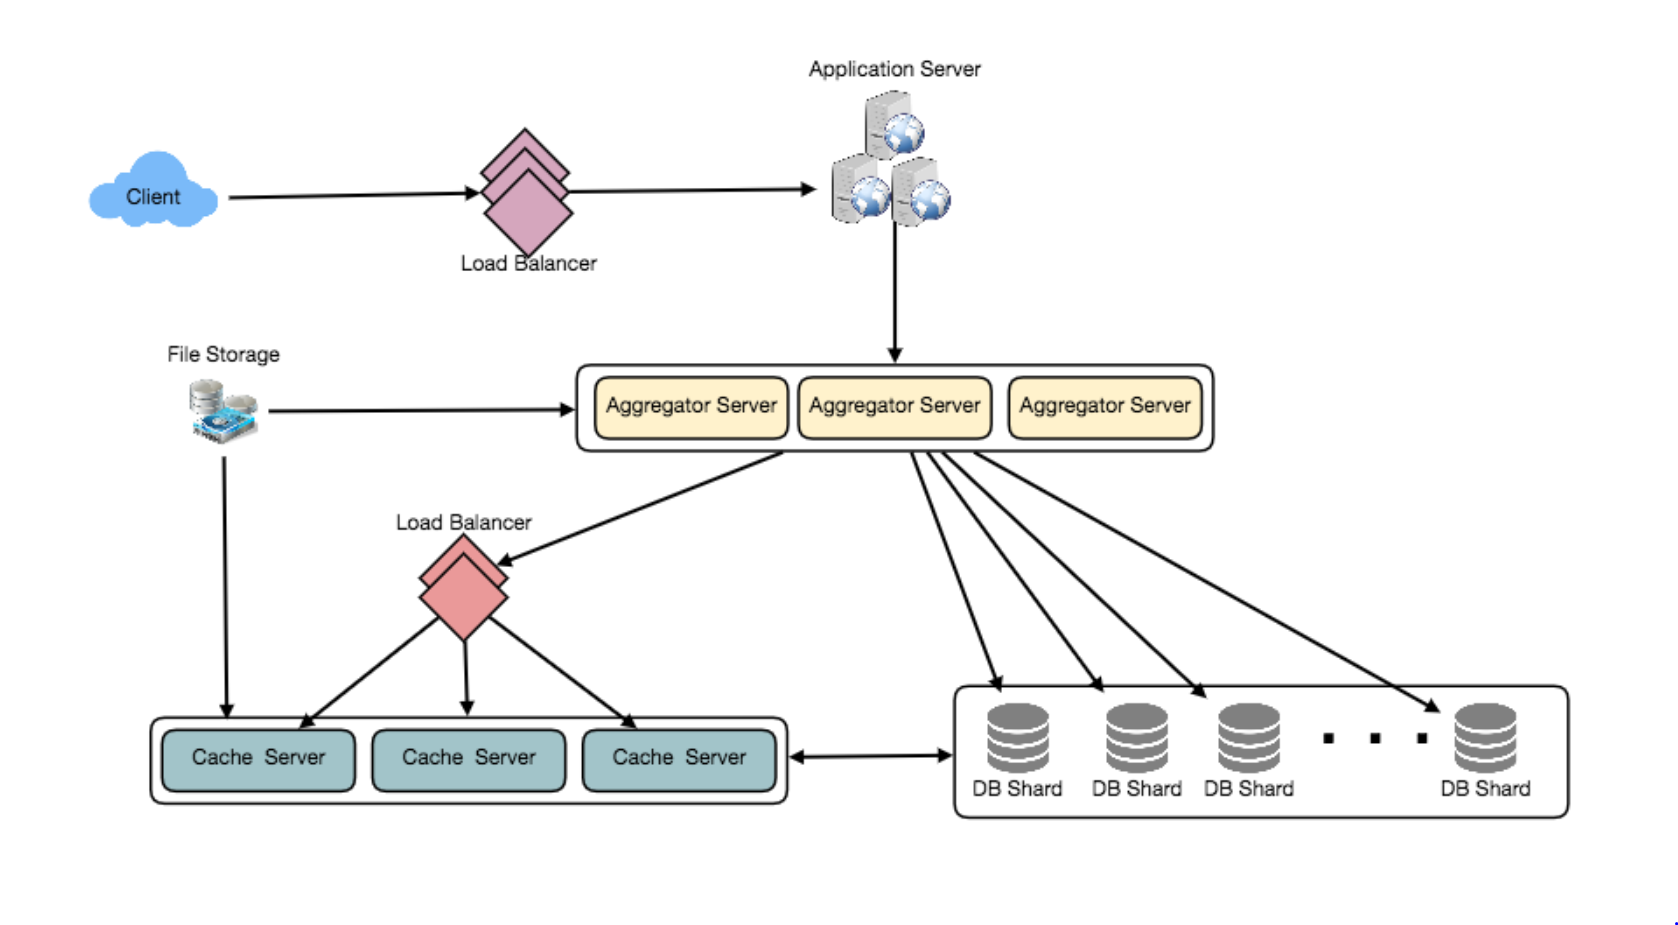 Application Server
Client
Load Balancer
File Storage
Aggregator Server
Aggregator Server
Aggregator Server
Load Balancer
Cache Server
Cache Server
Cache Server
DB Shard
DB Shard
DB Shard
DB Shard